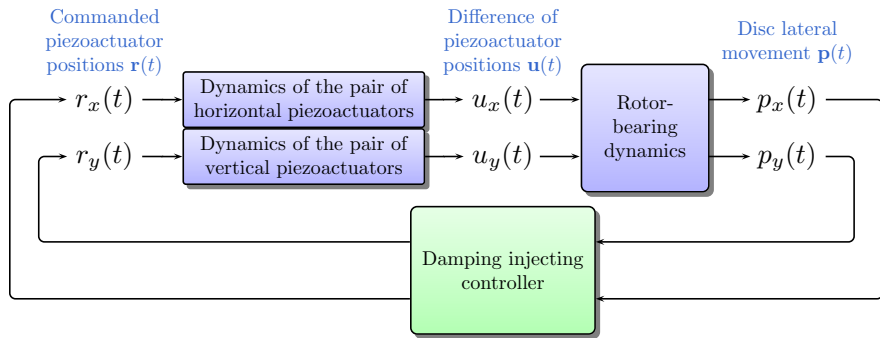 Commanded
piezoactuator
positions r(t)
Difference of
piezoactuator
positions u(t)
Disc lateral
movement p(t)
r_x(t)
Dynamics of the pair of
horizontal piezoactuators
u_x(t)
Rotor-
bearing
dynamics
p_x(t)
r_y(t)
Dynamics of the pair of
vertical piezoactuators
u_y(t)
p_y(t)
Damping injecting
controller